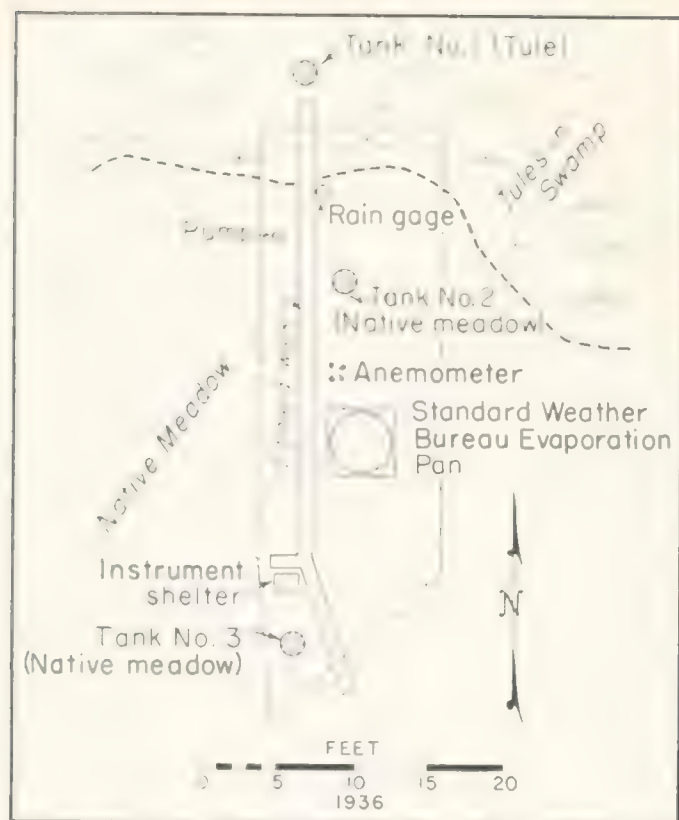 Tank No. 1 (Tule)
Tules in
Swamp
Rain gage
Tank No. 2
(Native meadow)
Anemometer
Native Meadow
Standard Weather
Bureau Evaporation
Pan
Instrument
shelter
N
Tank No. 3
(Native meadow)
FEET
0 5 10 15 20
1936